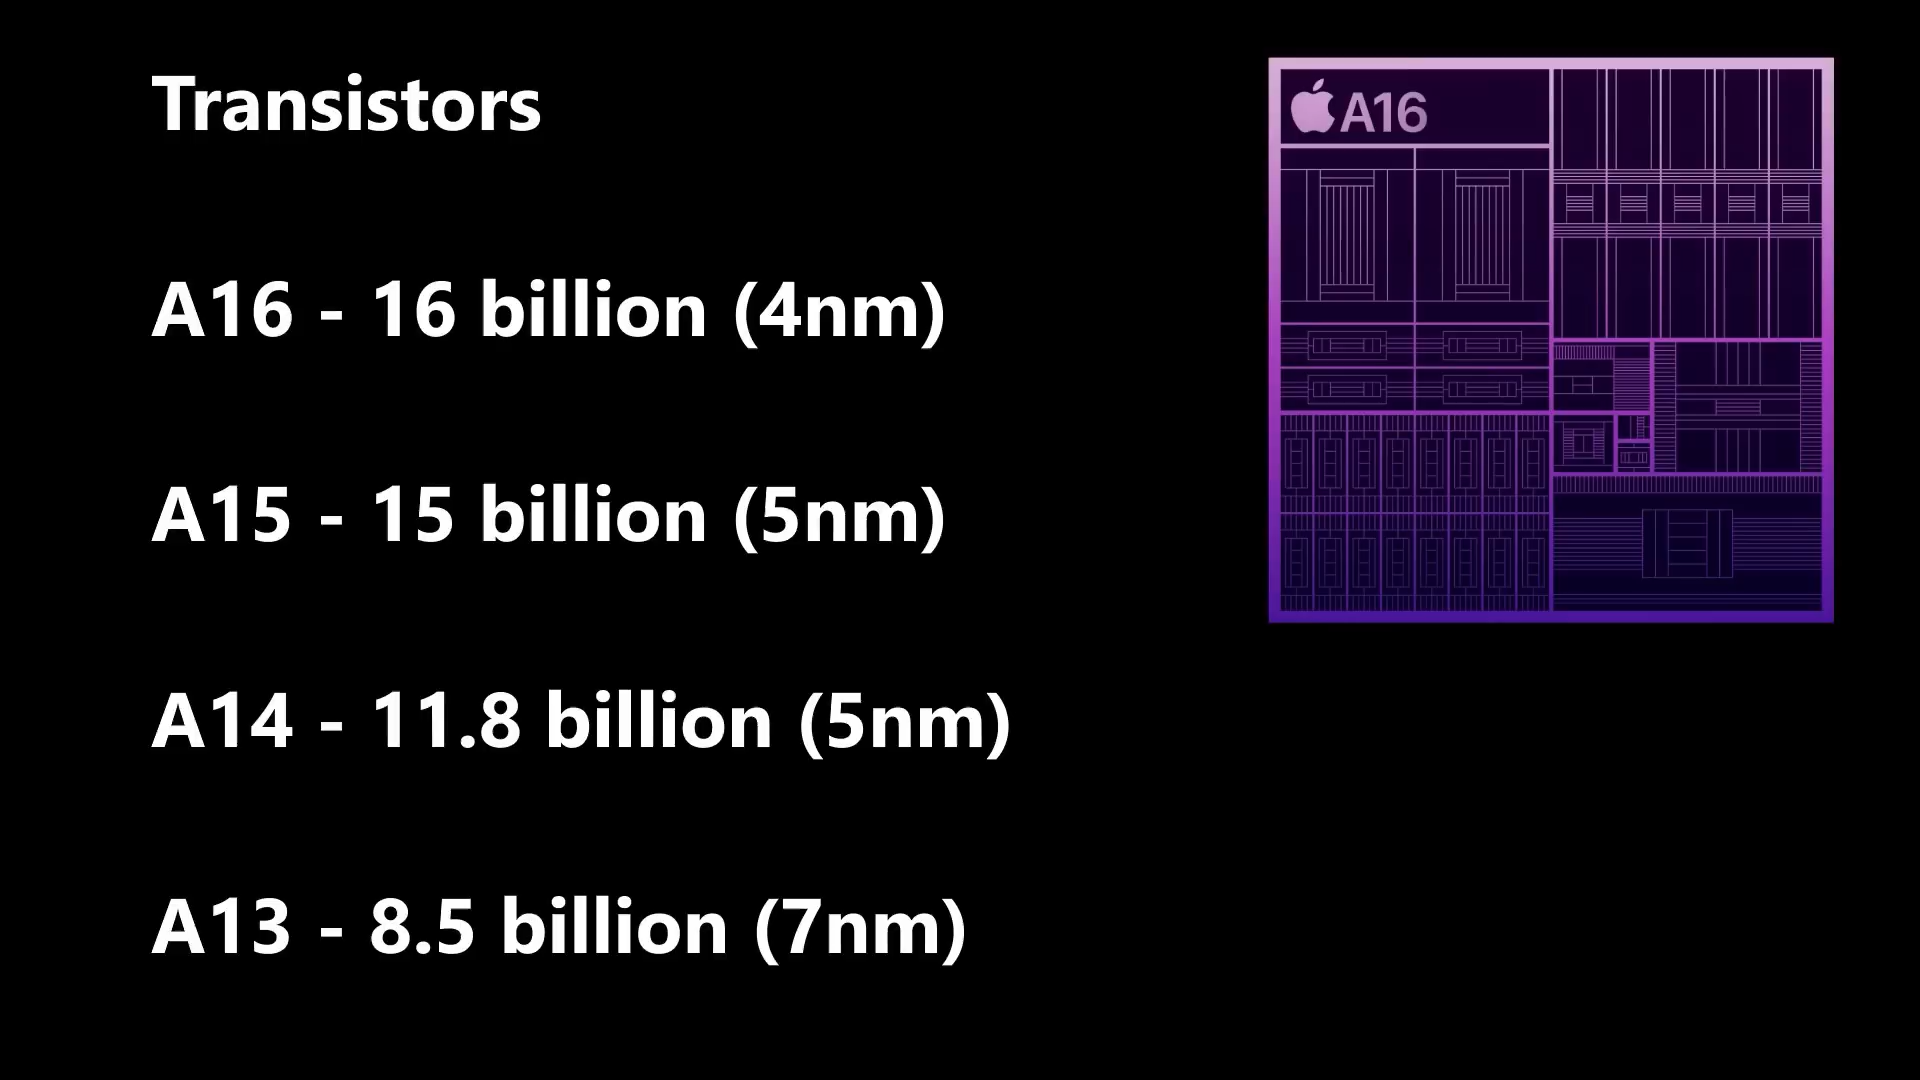 Transistors
A16
A16 - 16 billion (4nm)
A15 - 15 billion (5nm)
A14 - 11.8 billion (5nm)
A13 - 8.5 billion (7nm)